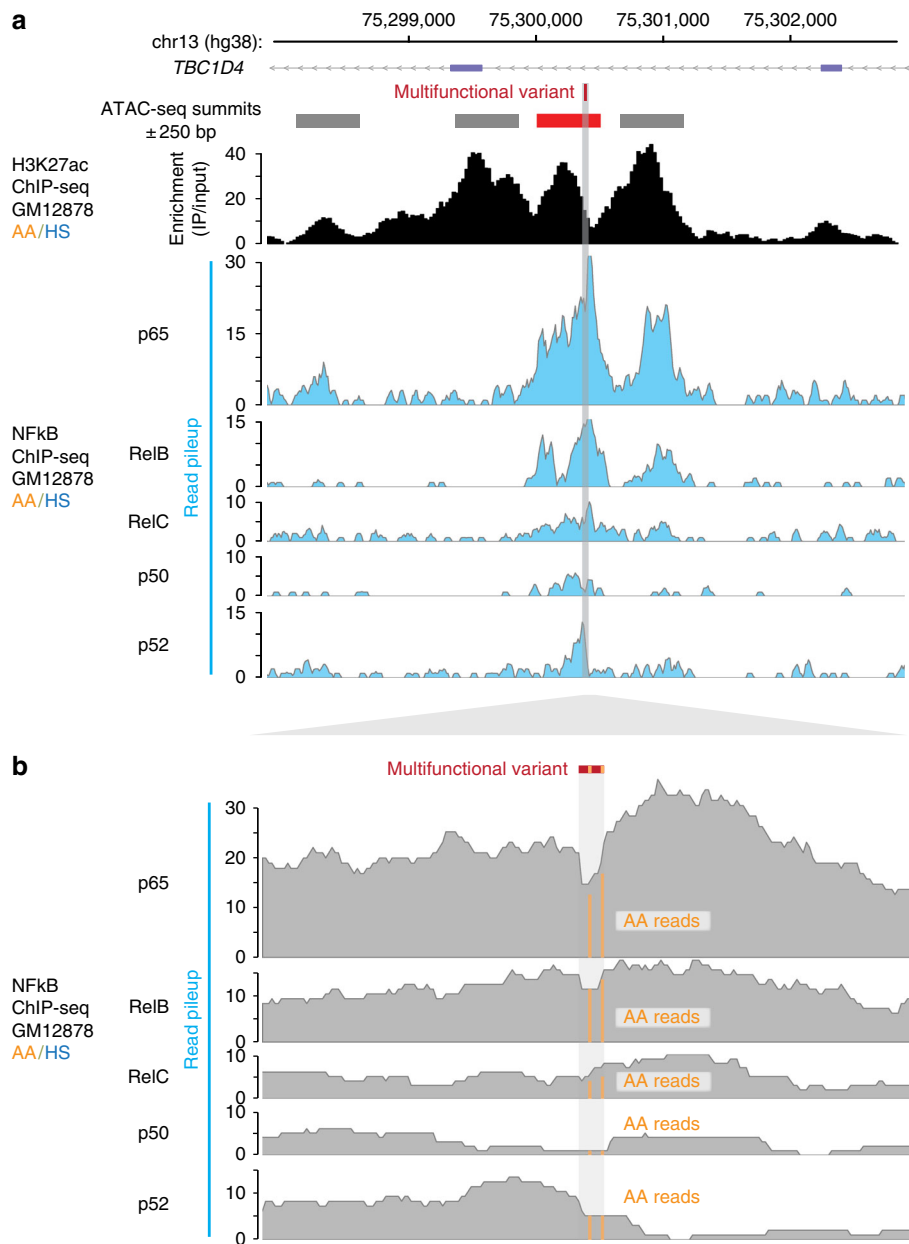 a
75,299,000 75,300,000 75,301,000 75,302,000
chr13 (hg38):
TBC1D4
Multifunctional variant
ATAC-seq summits
±250 bp
H3K27ac
ChIP-seq
GM12878
AA/HS
Enrichment
(IP/input)
40
20
0
30
15
0
p65
15
0
RelB
10
0
RelC
10
0
p50
15
0
p52
NFkB
ChIP-seq
GM12878
AA/HS
Read pileup
b
Multifunctional variant
30
20
10
0
p65
AA reads
10
0
RelB
AA reads
10
0
RelC
AA reads
10
0
p50
AA reads
10
0
p52
AA reads
NFkB
ChIP-seq
GM12878
AA/HS
Read pileup